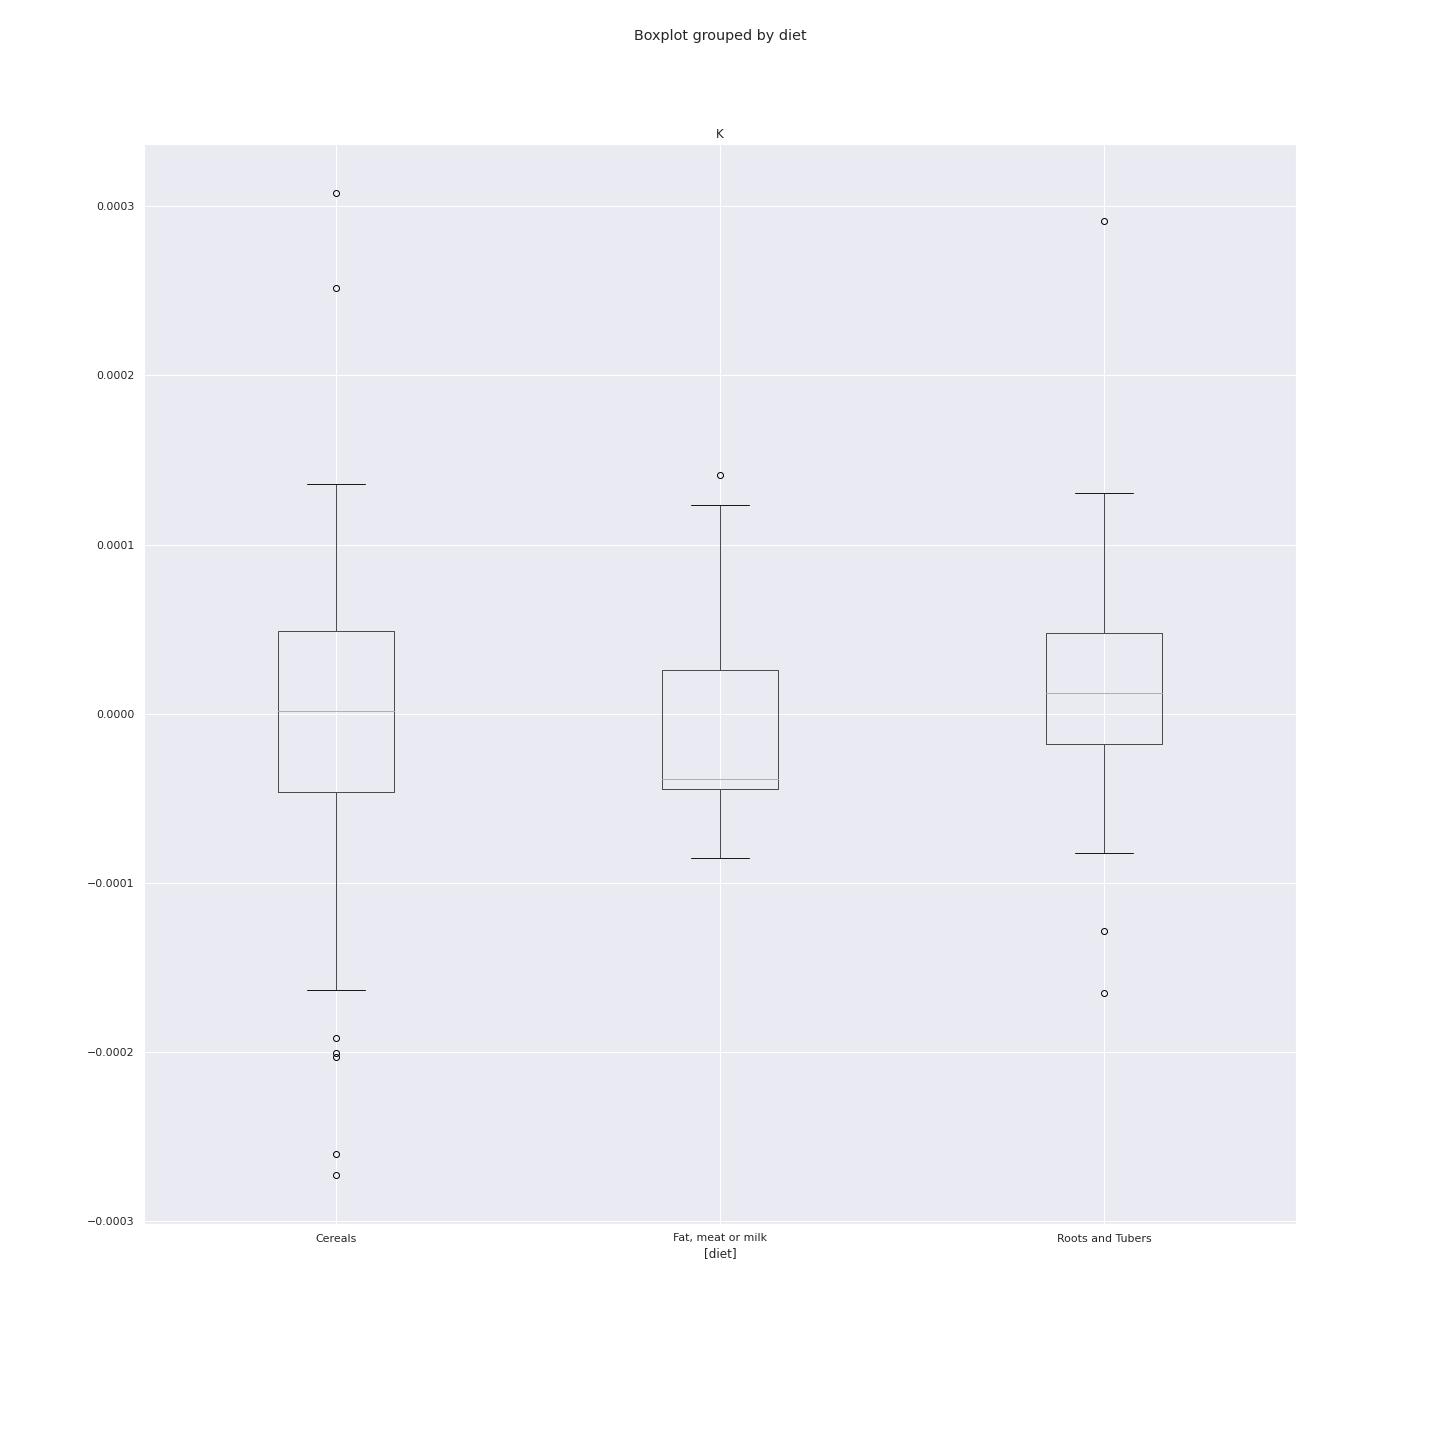 Boxplot grouped by diet
K
0.0003
0.0002
0.0001
0.0000
−0.0001
−0.0002
−0.0003
Cereals Fat, meat or milk Roots and Tubers
[diet]